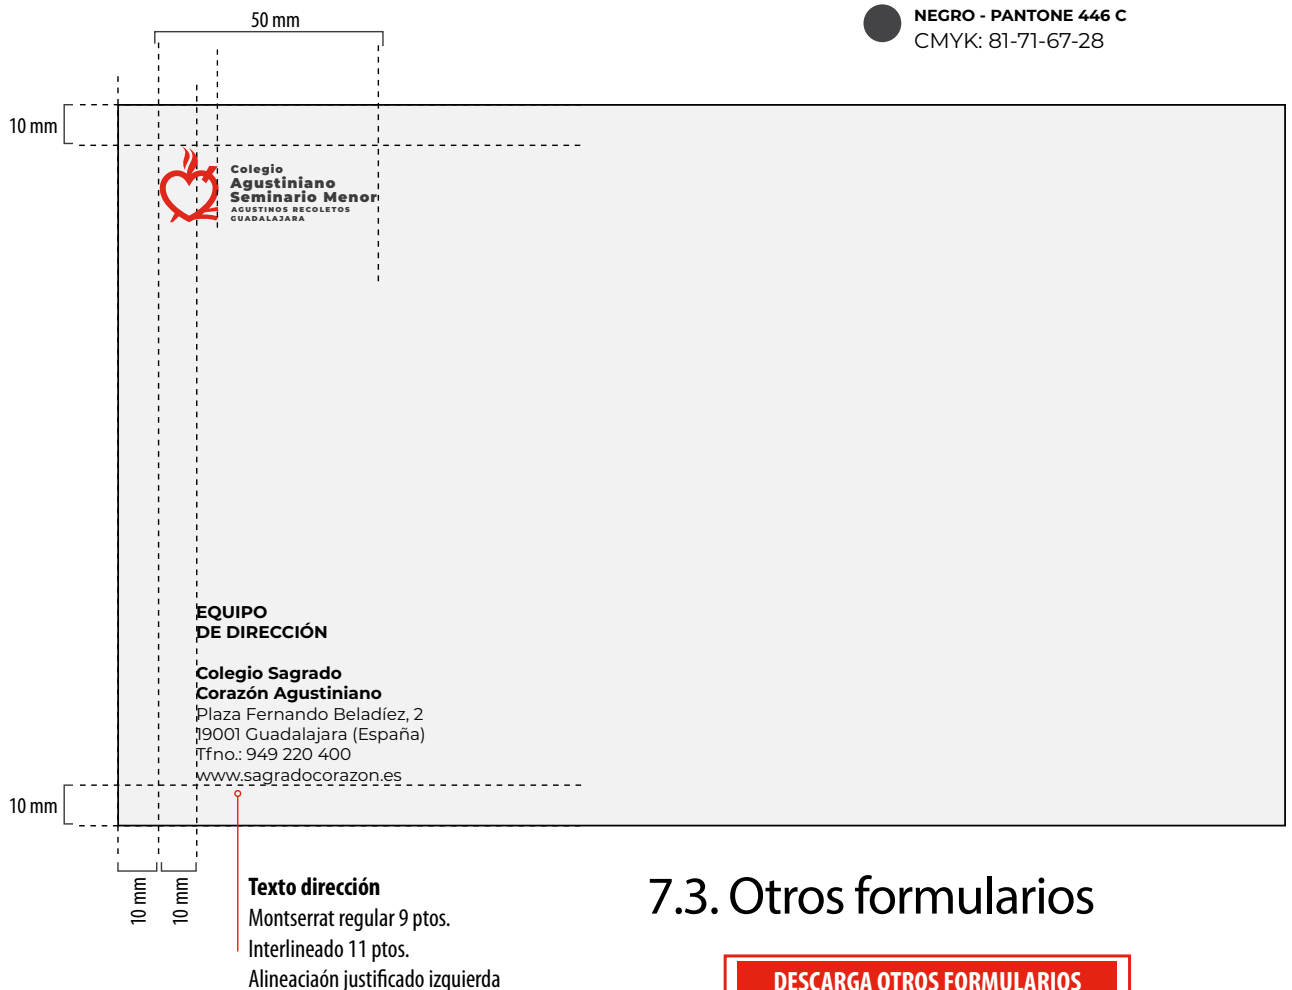 50 mm
NEGRO - PANTONE 446 C
CMYK: 81-71-67-28
10 mm
Colegio
Agustiniano
Seminario Menor
AGUSTINOS RECOLETOS
GUADALAJARA
EQUIPO
DE DIRECCIÓN
Colegio Sagrado
Corazón Agustiniano
Plaza Fernando Beladíez, 2
19001 Guadalajara (España)
Tfno.: 949 220 400
www.sagradocorazon.es
10 mm
10 mm
10 mm
Texto dirección
Montserrat regular 9 ptos.
Interlineado 11 ptos.
Alineaciaón justificado izquierda
7.3. Otros formularios
DESCARGA OTROS FORMULARIOS